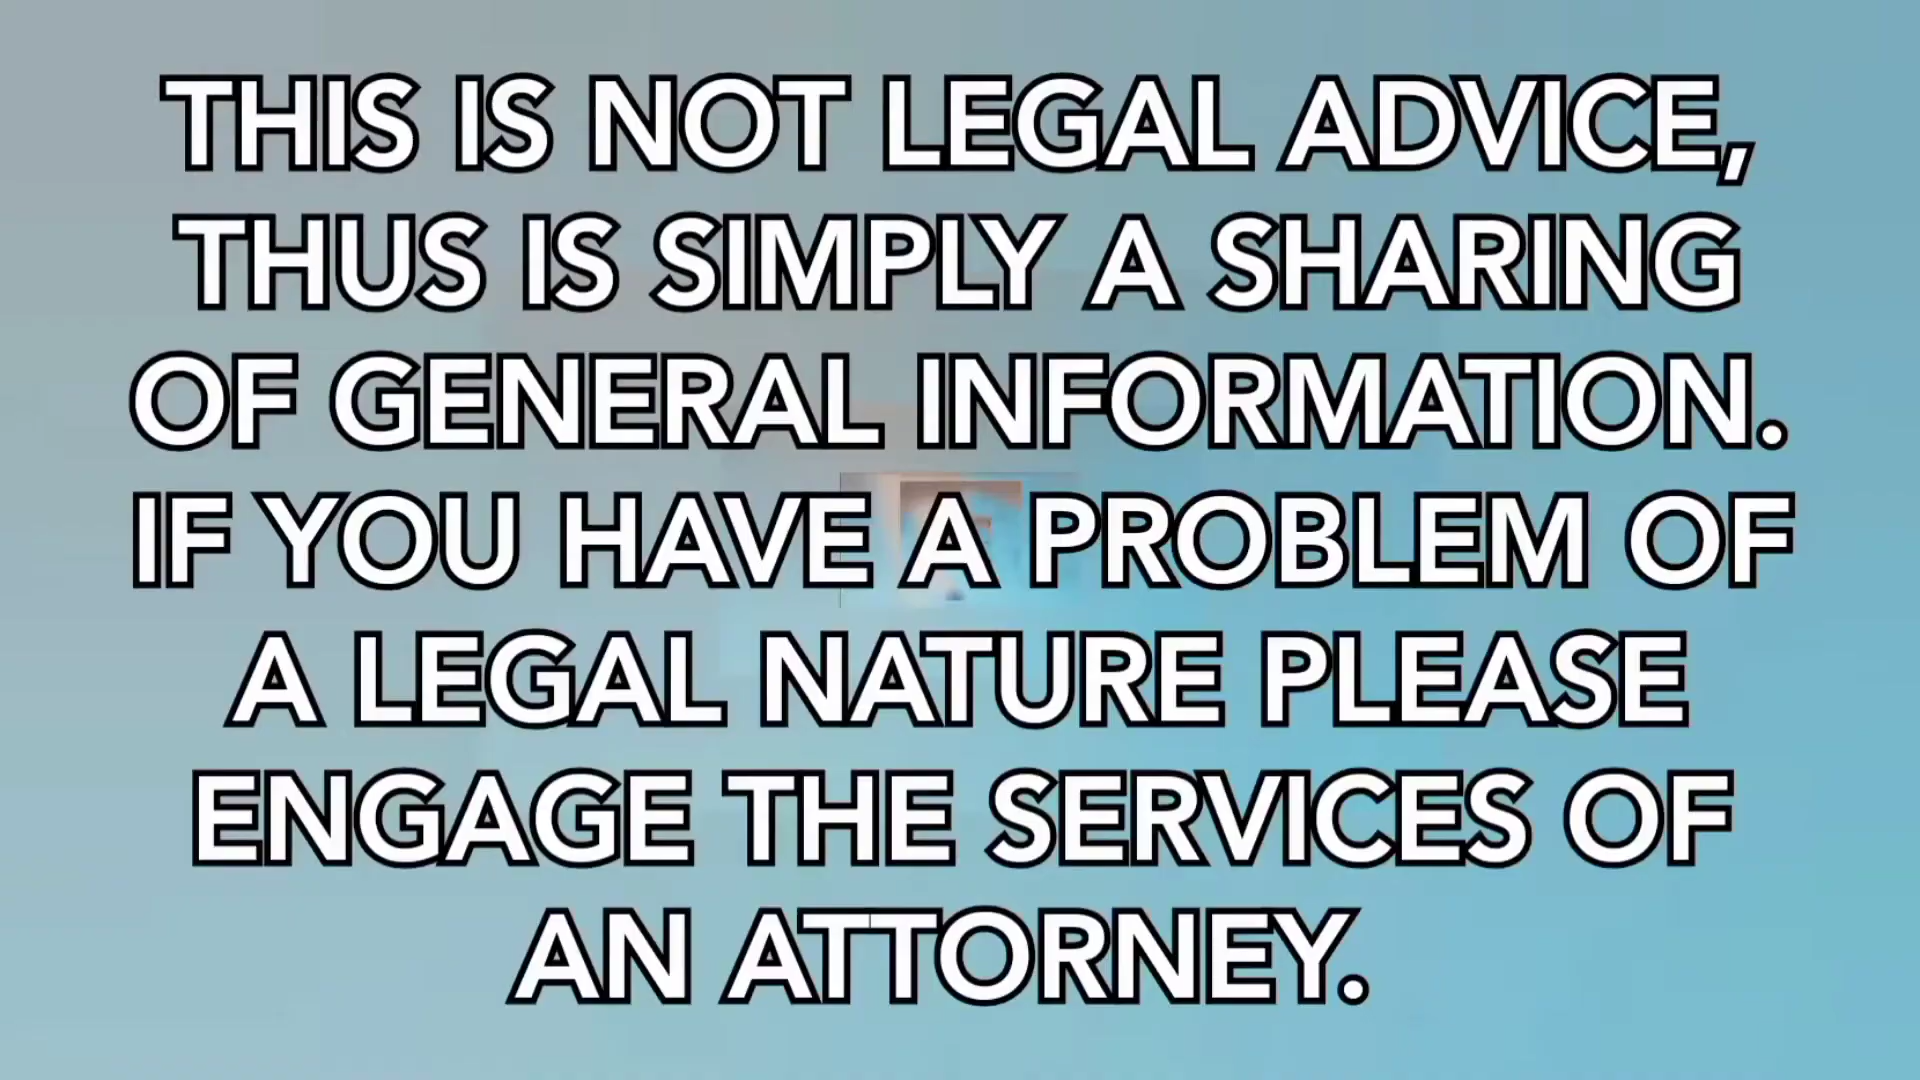 THIS IS NOT LEGAL ADVICE,
THUS IS SIMPLY A SHARING
OF GENERAL INFORMATION.
IF YOU HAVE A PROBLEM OF
A LEGAL NATURE PLEASE
ENGAGE THE SERVICES OF
AN ATTORNEY.